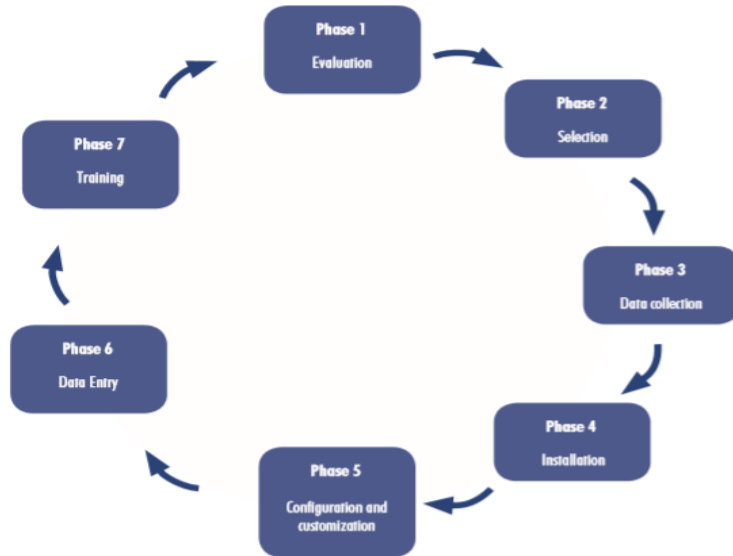 Phase 1
Evaluation
Phase 2
Selection
Phase 3
Data collection
Phase 4
Installation
Phase 5
Configuration and
customization
Phase 6
Data Entry
Phase 7
Training